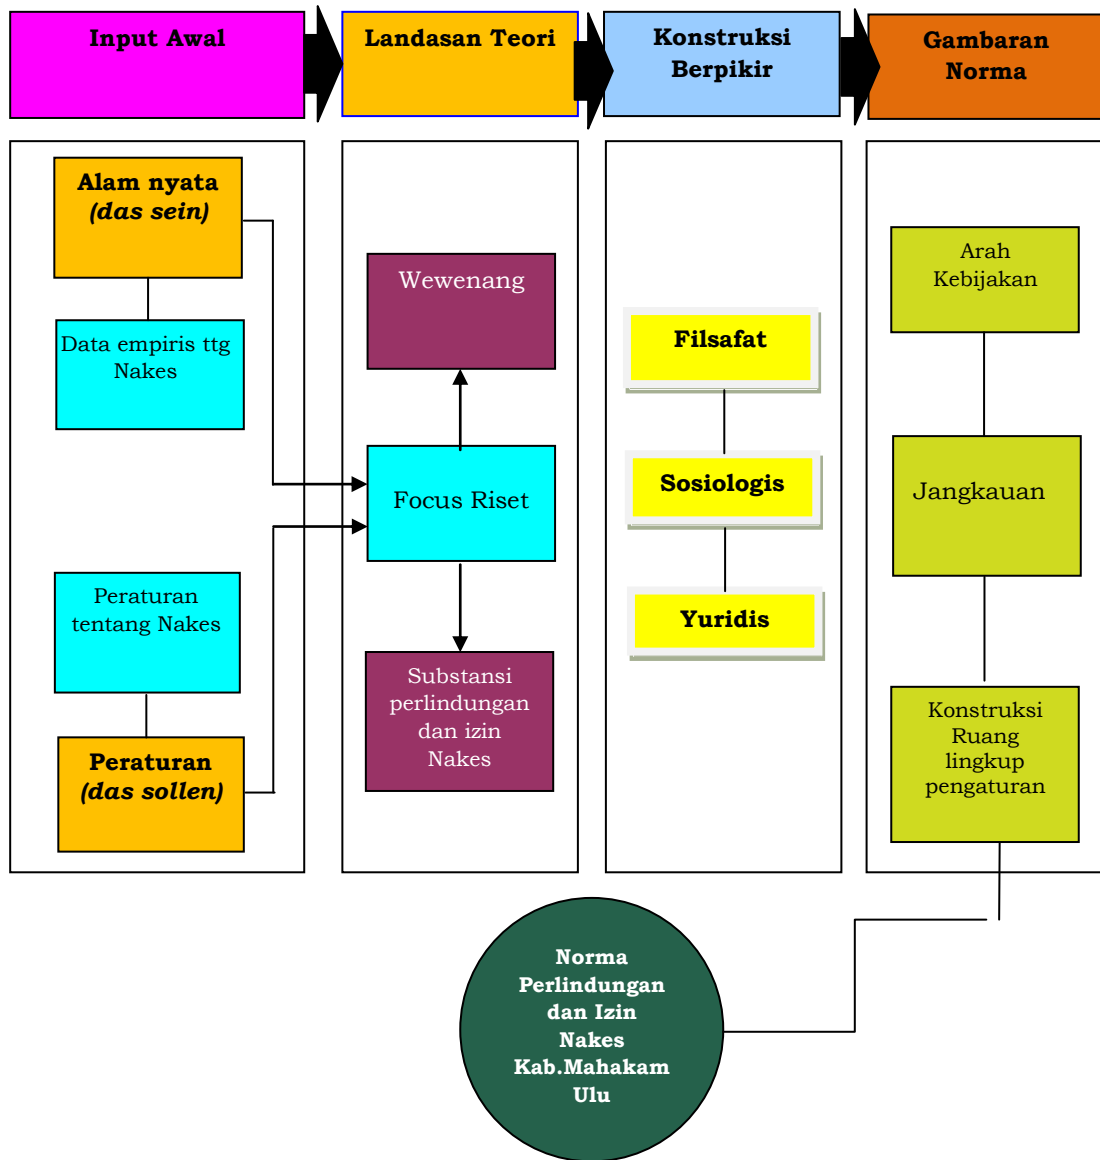 Input Awal
Landasan Teori
Konstruksi
Berpikir
Gambaran
Norma
Alam nyata
(das sein)
Data empiris ttg
Nakes
Peraturan
tentang Nakes
Peraturan
(das sollen)
Wewenang
Focus Riset
Substansi
perlindungan
dan izin
Nakes
Filsafat
Sosiologis
Yuridis
Arah
Kebijakan
Jangkauan
Konstruksi
Ruang
lingkup
pengaturan
Norma
Perlindungan
dan Izin
Nakes
Kab.Mahakam
Ulu